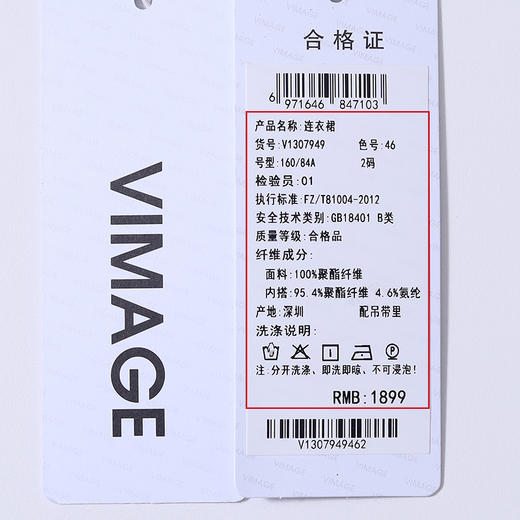 VIMAGE
合格证
6 971646 847103
产品名称:连衣裙
货号:V1307949 色号:46
号型:160/84A 2码
检验员:01
执行标准:FZ/T81004-2012
安全技术类别:GB18401 B类
质量等级:合格品
纤维成分:
面料:100%聚酯纤维
内搭:95.4%聚酯纤维 4.6%氨纶
产地:深圳 配吊带里
洗涤说明:
注:分开洗涤、即洗即晾、不可浸泡!
RMB:1899
V1307949462